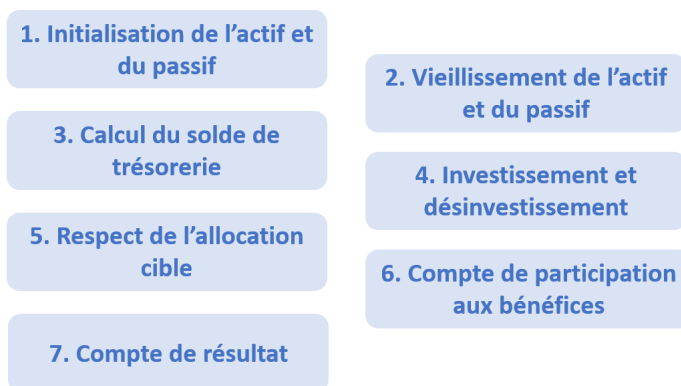 1. Initialisation de l’actif et
du passif
2. Vieillissement de l’actif
et du passif
3. Calcul du solde de
trésorerie
4. Investissement et
désinvestissement
5. Respect de l’allocation
cible
6. Compte de participation
aux bénéfices
7. Compte de résultat